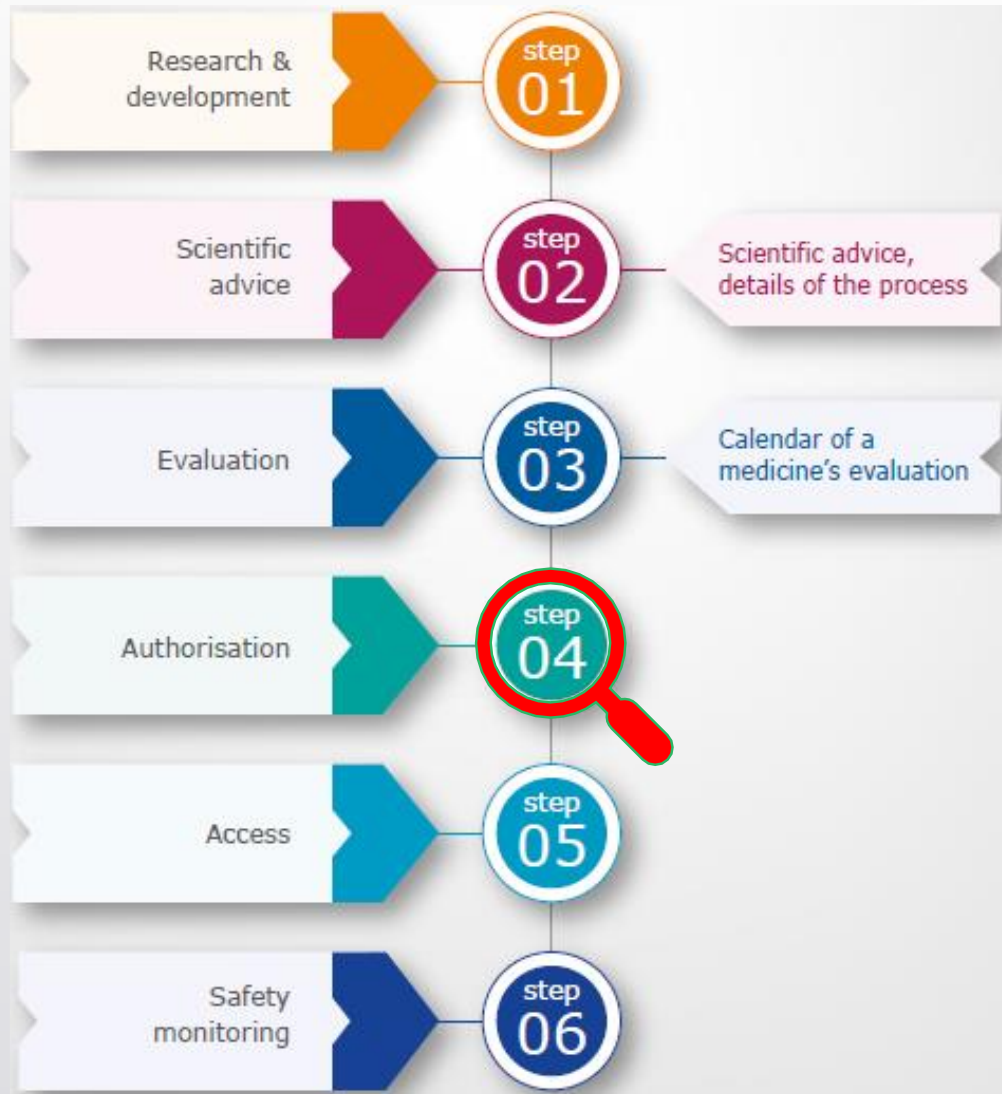 Research &
development
step
01
Scientific
advice
step
02
Scientific advice,
details of the process
Evaluation
step
03
Calendar of a
medicine's evaluation
Authorisation
step
04
Access
step
05
Safety
monitoring
step
06